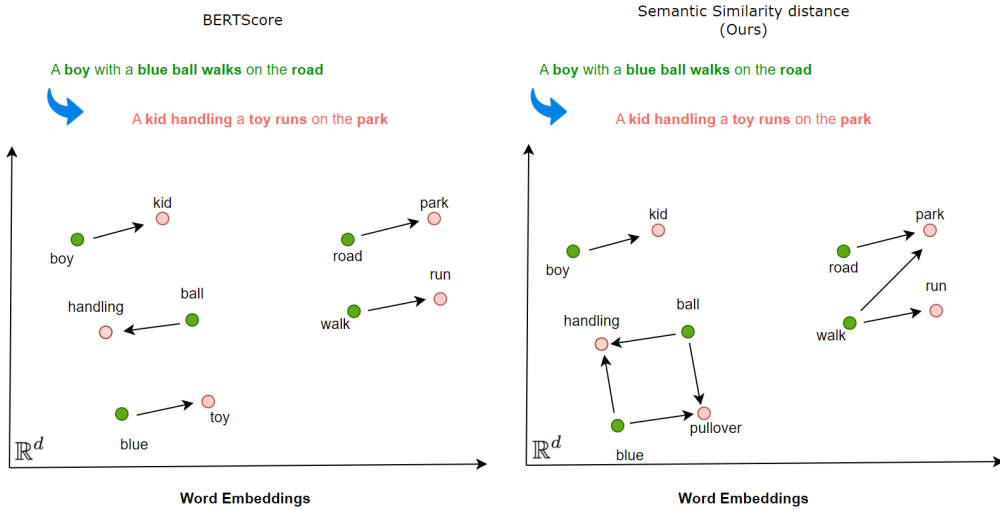 BERTScore
A boy with a blue ball walks on the road
A kid handling a toy runs on the park
kid
boy
park
road
handling
ball
run
walk
toy
blue
ℝᵈ
Word Embeddings
Semantic Similarity distance
(Ours)
A boy with a blue ball walks on the road
A kid handling a toy runs on the park
kid
boy
park
road
handling
ball
run
walk
pullover
blue
ℝᵈ
Word Embeddings